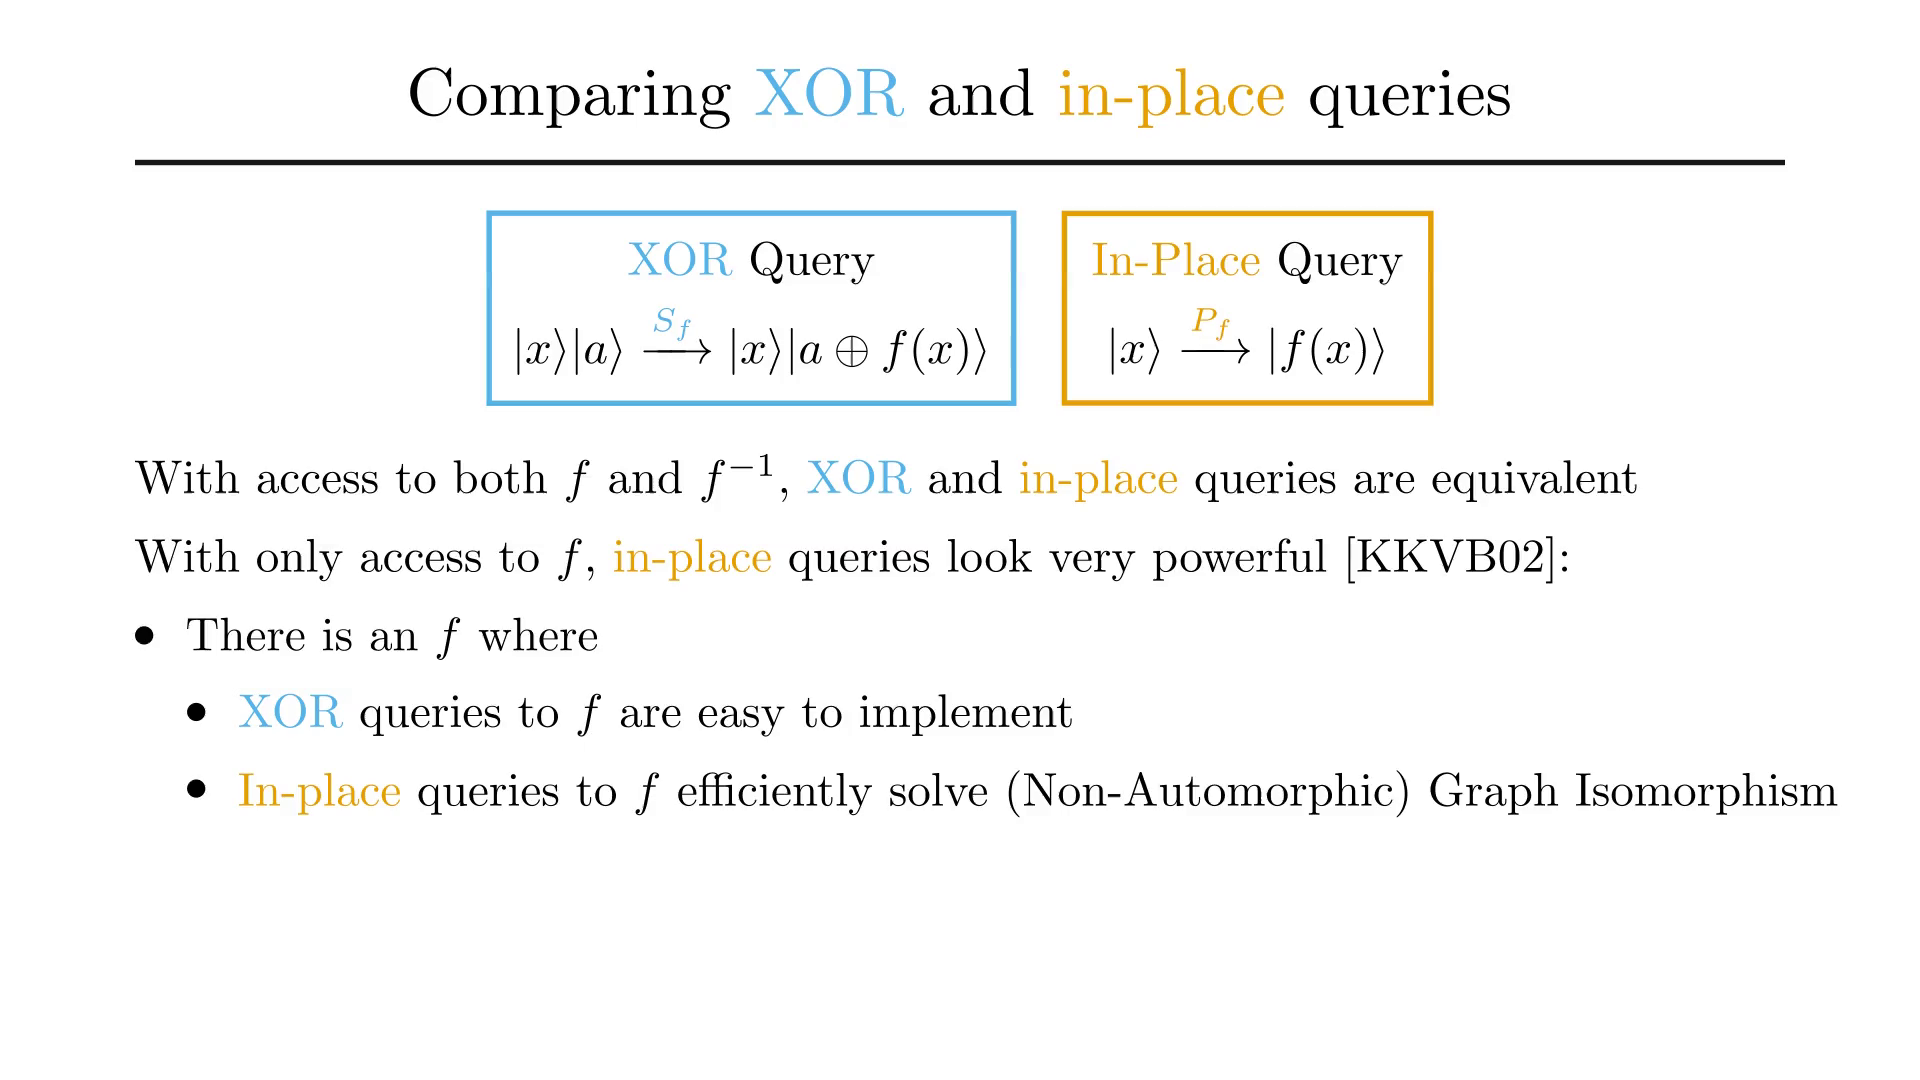 Comparing XOR and in-place queries
XOR Query
|x⟩|a⟩ —S_f→ |x⟩|a ⊕ f(x)⟩
In-Place Query
|x⟩ —P_f→ |f(x)⟩
With access to both f and f⁻¹, XOR and in-place queries are equivalent
With only access to f, in-place queries look very powerful [KKVB02]:
• There is an f where
• XOR queries to f are easy to implement
• In-place queries to f efficiently solve (Non-Automorphic) Graph Isomorphism